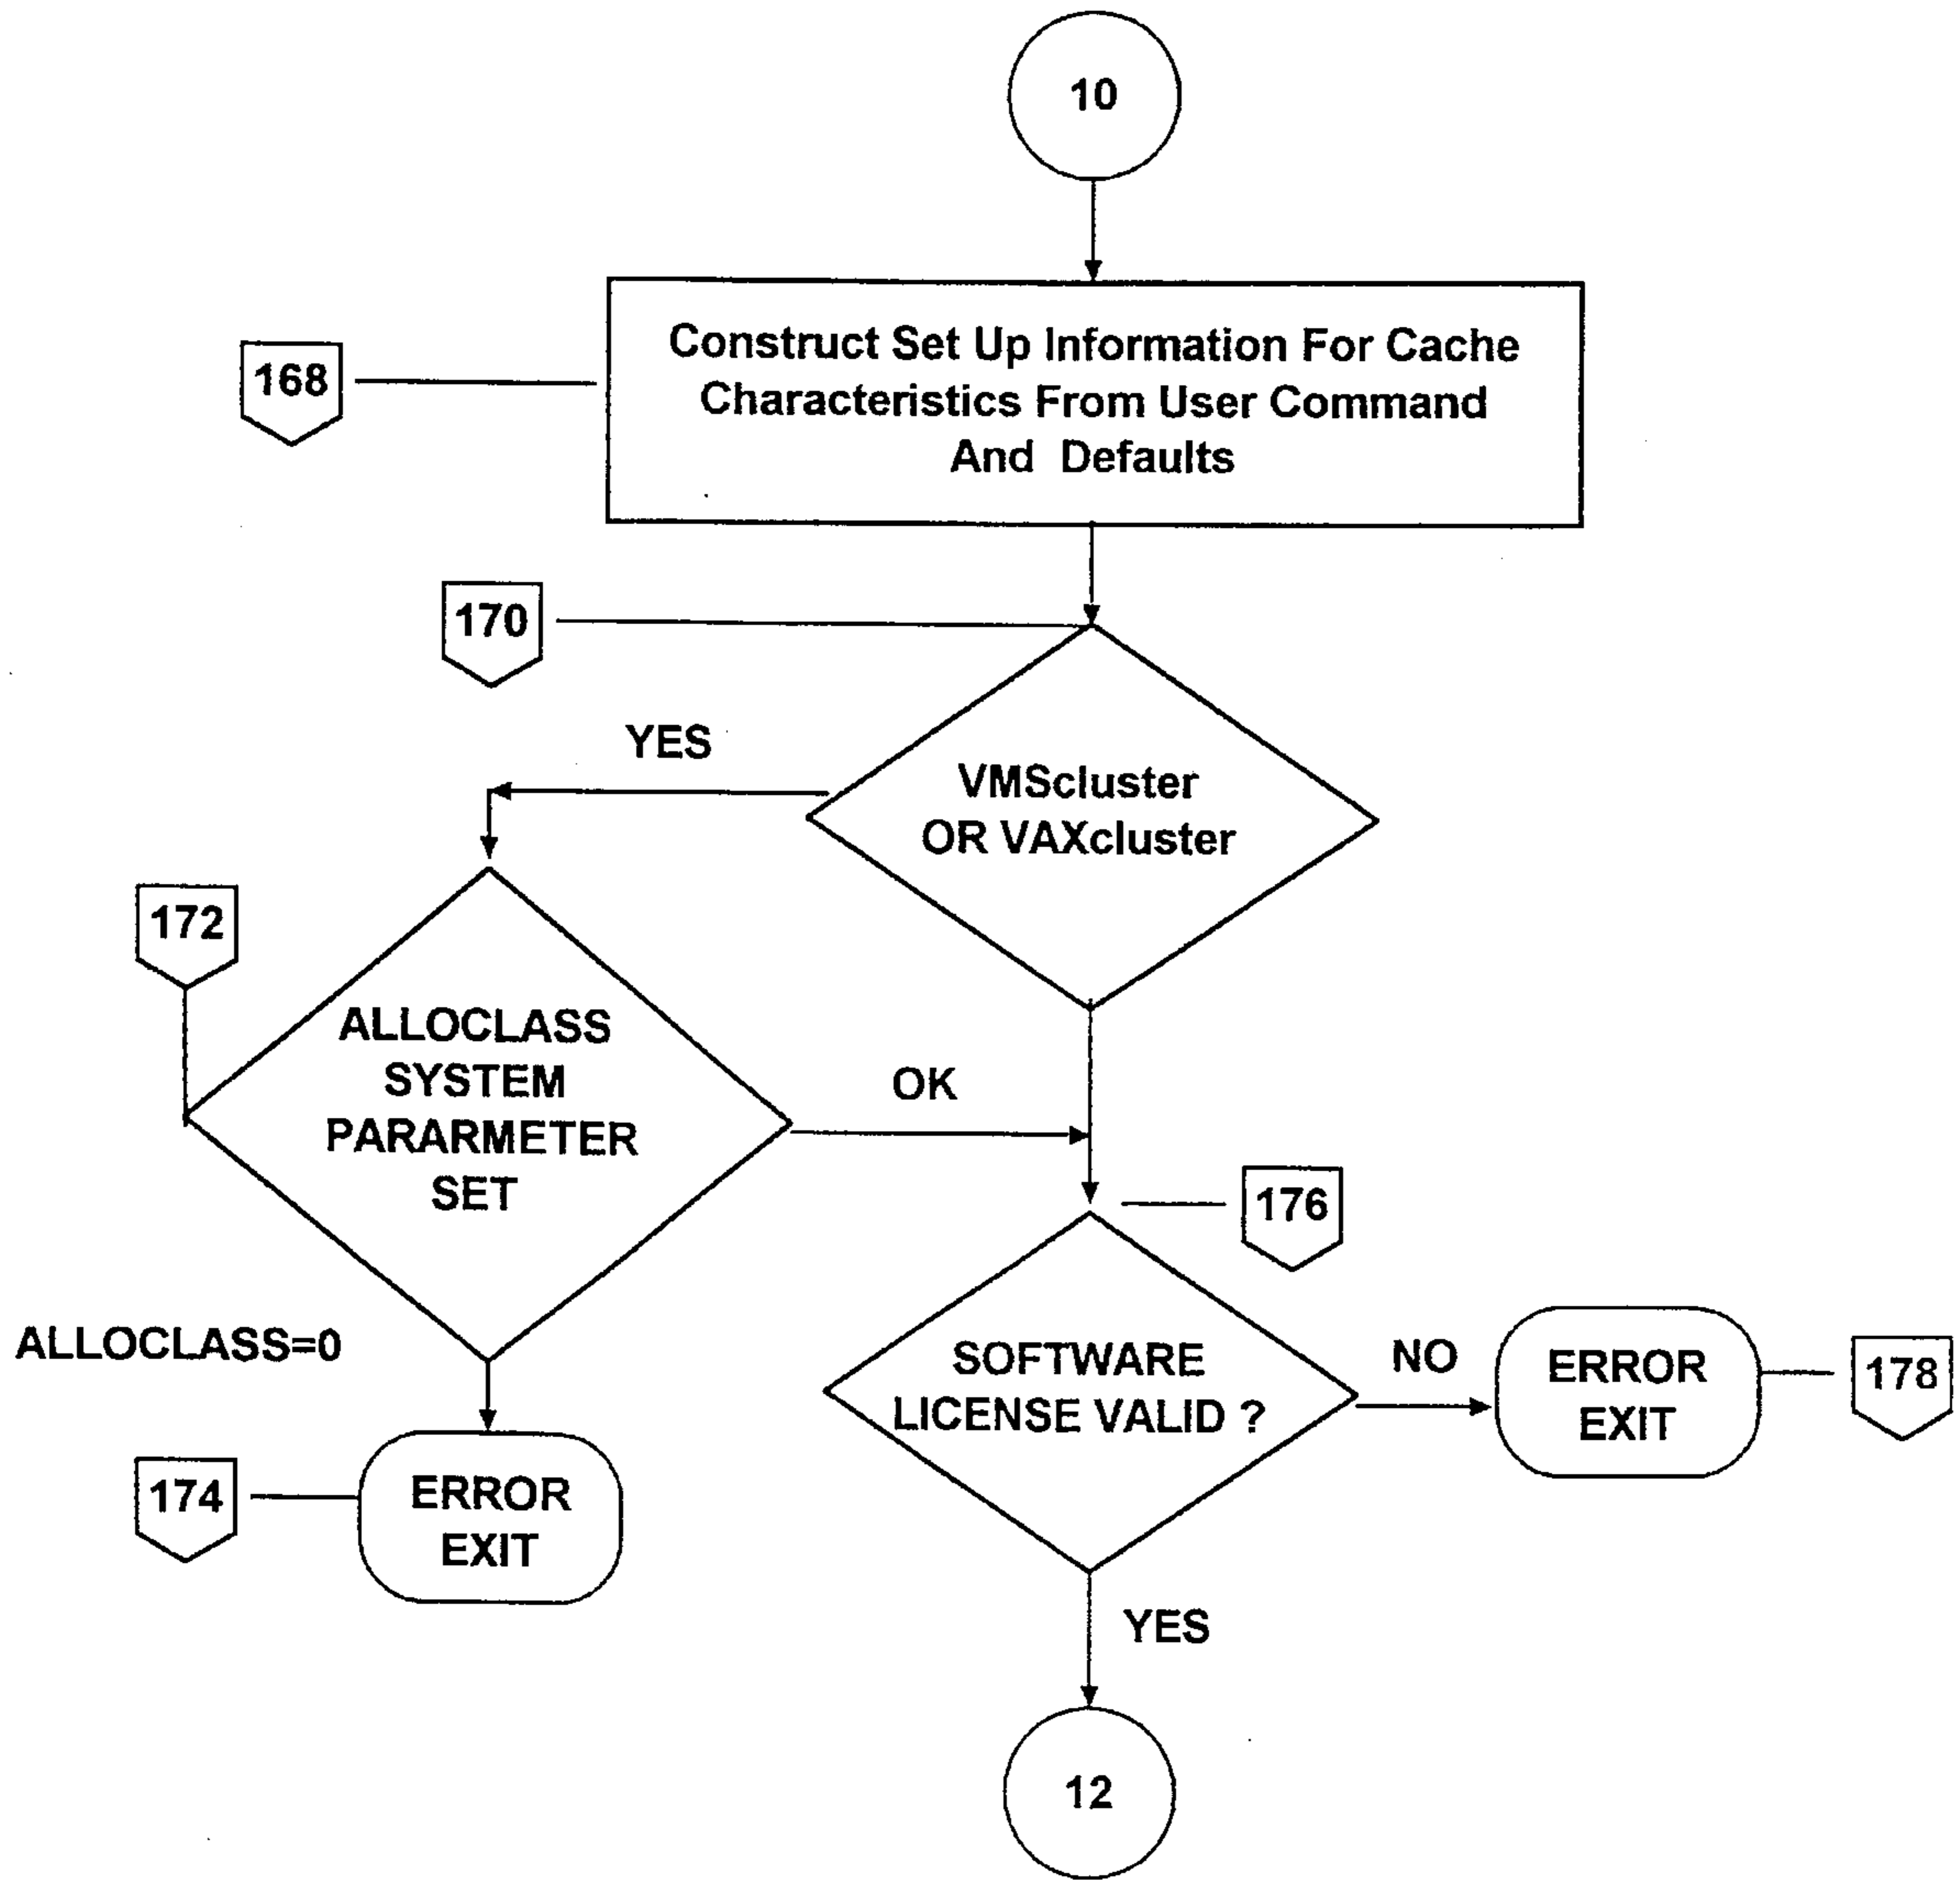 10
168
Construct Set Up Information For Cache
Characteristics From User Command
And Defaults
170
YES
VMScluster
OR VAXcluster
172
ALLOCLASS
SYSTEM
PARARMETER
SET
OK
176
ALLOCLASS=0
SOFTWARE
LICENSE VALID ?
NO
ERROR
EXIT
178
174
ERROR
EXIT
YES
12